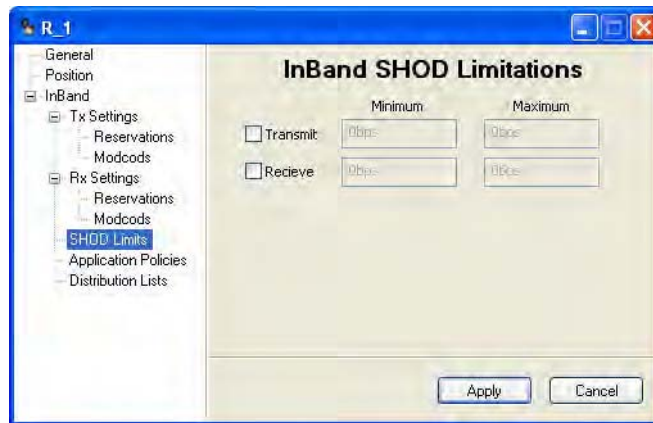 R_1
General
Position
InBand
Tx Settings
Reservations
Modcods
Rx Settings
Reservations
Modcods
SHOD Limits
Application Policies
Distribution Lists
InBand SHOD Limitations
Minimum Maximum
Transmit 0bps 0bps
Recieve 0bps 0bps
Apply Cancel